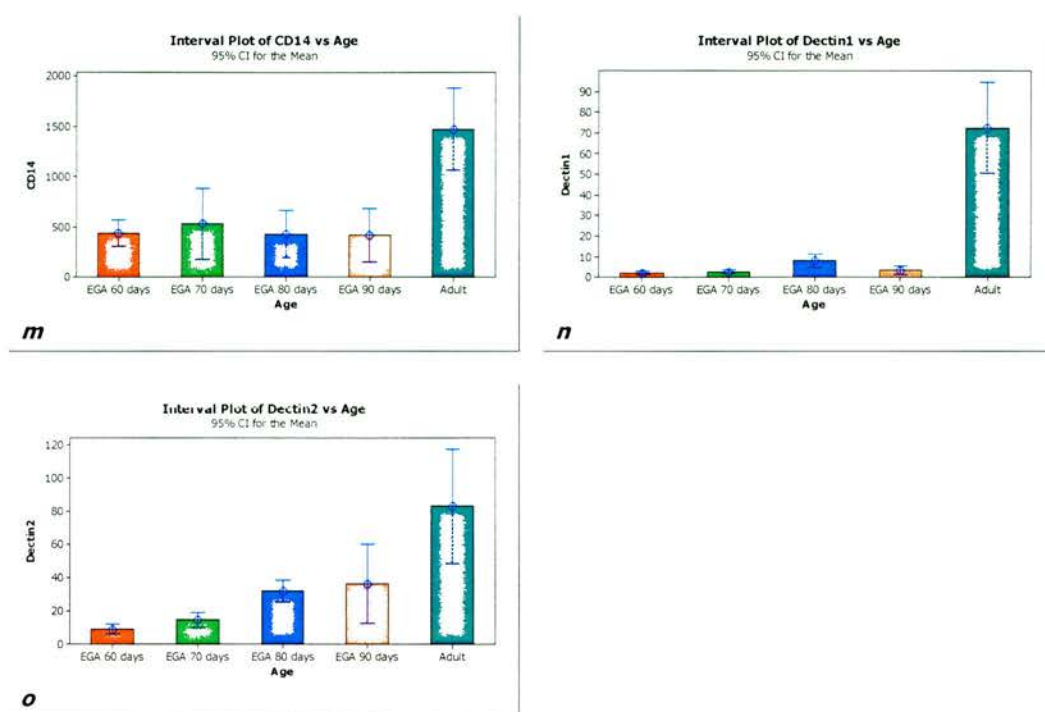 Interval Plot of CD14 vs Age
95% CI for the Mean
2000
1500
1000
500
0
CD14
EGA 60 days EGA 70 days EGA 80 days EGA 90 days Adult
Age
m
Interval Plot of Dectin1 vs Age
95% CI for the Mean
90
80
70
60
50
40
30
20
10
0
Dectin1
EGA 60 days EGA 70 days EGA 80 days EGA 90 days Adult
Age
n
Interval Plot of Dectin2 vs Age
95% CI for the Mean
120
100
80
60
40
20
0
Dectin2
EGA 60 days EGA 70 days EGA 80 days EGA 90 days Adult
Age
o